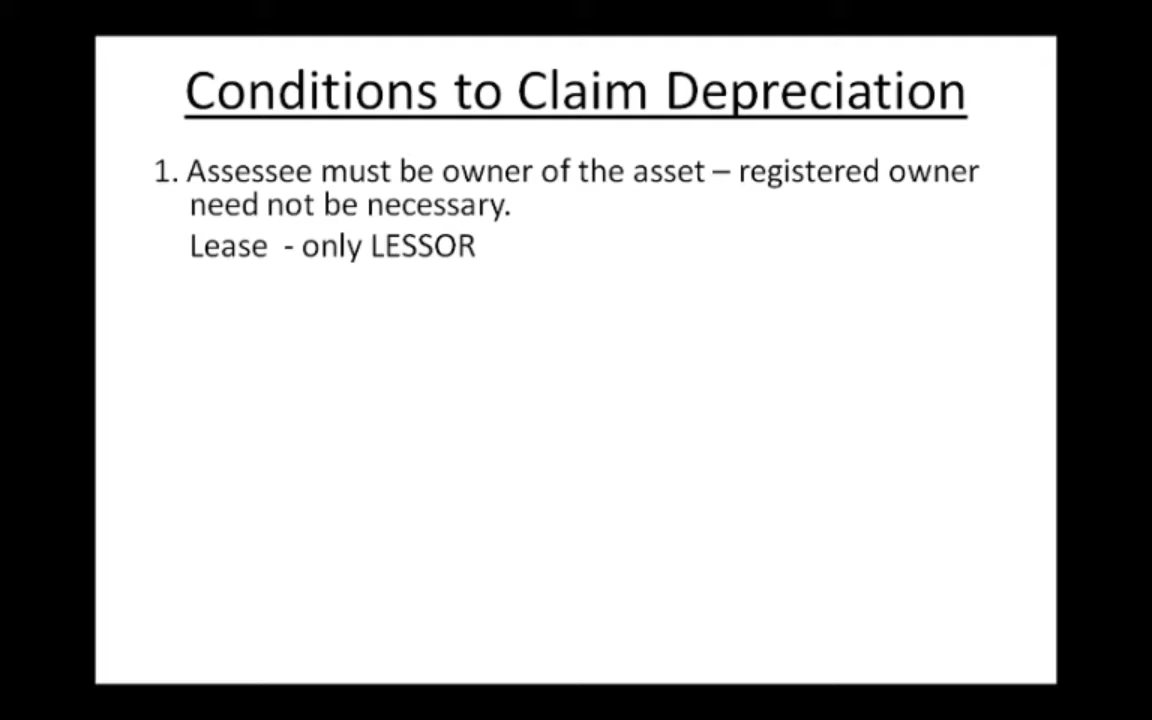 Conditions to Claim Depreciation
1. Assessee must be owner of the asset – registered owner
need not be necessary.
Lease - only LESSOR